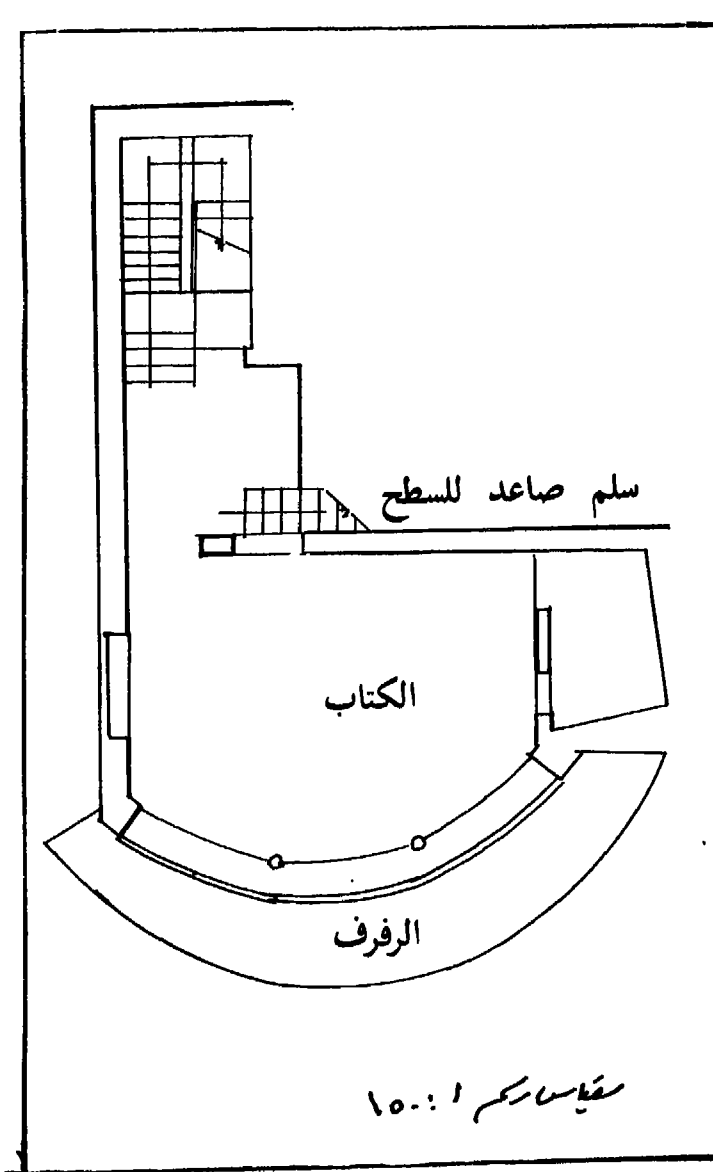 سلم صاعد للسطح
الكتاب
الرفرف
مقياس رسم ١ : ١٥٠